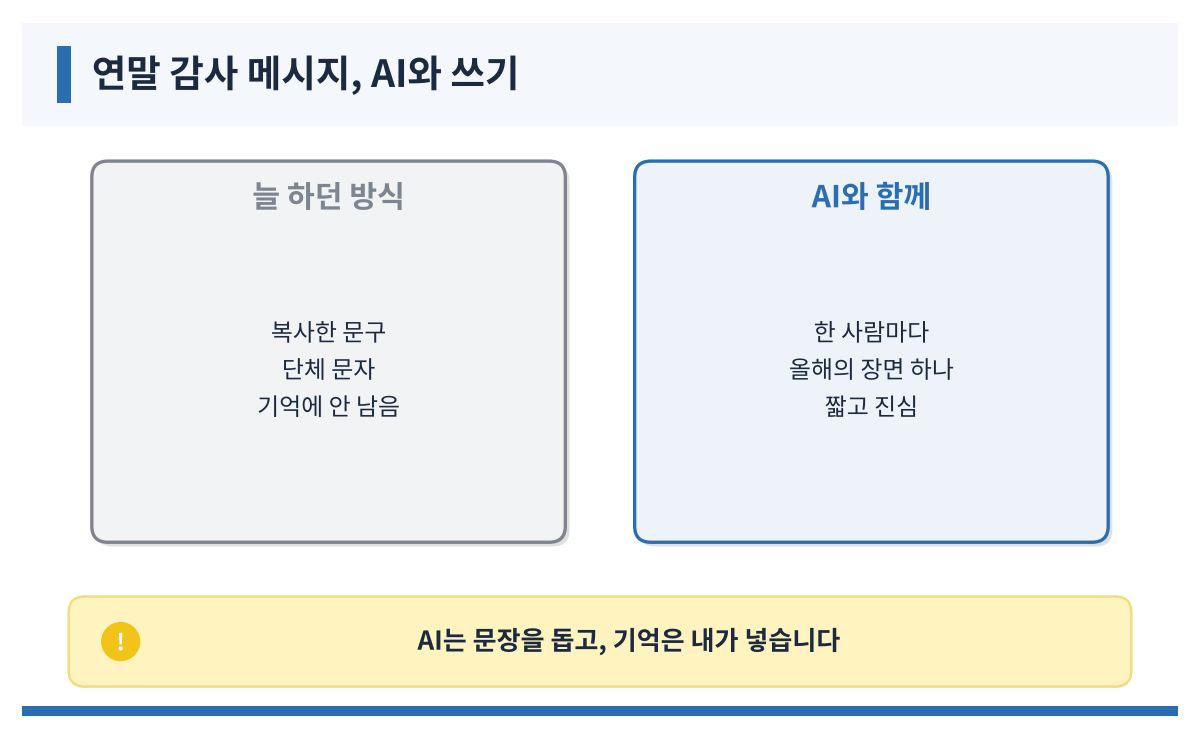 연말 감사 메시지, AI와 쓰기
늘 하던 방식
복사한 문구
단체 문자
기억에 안 남음
AI와 함께
한 사람마다
올해의 장면 하나
짧고 진심
!
AI는 문장을 돕고, 기억은 내가 넣습니다